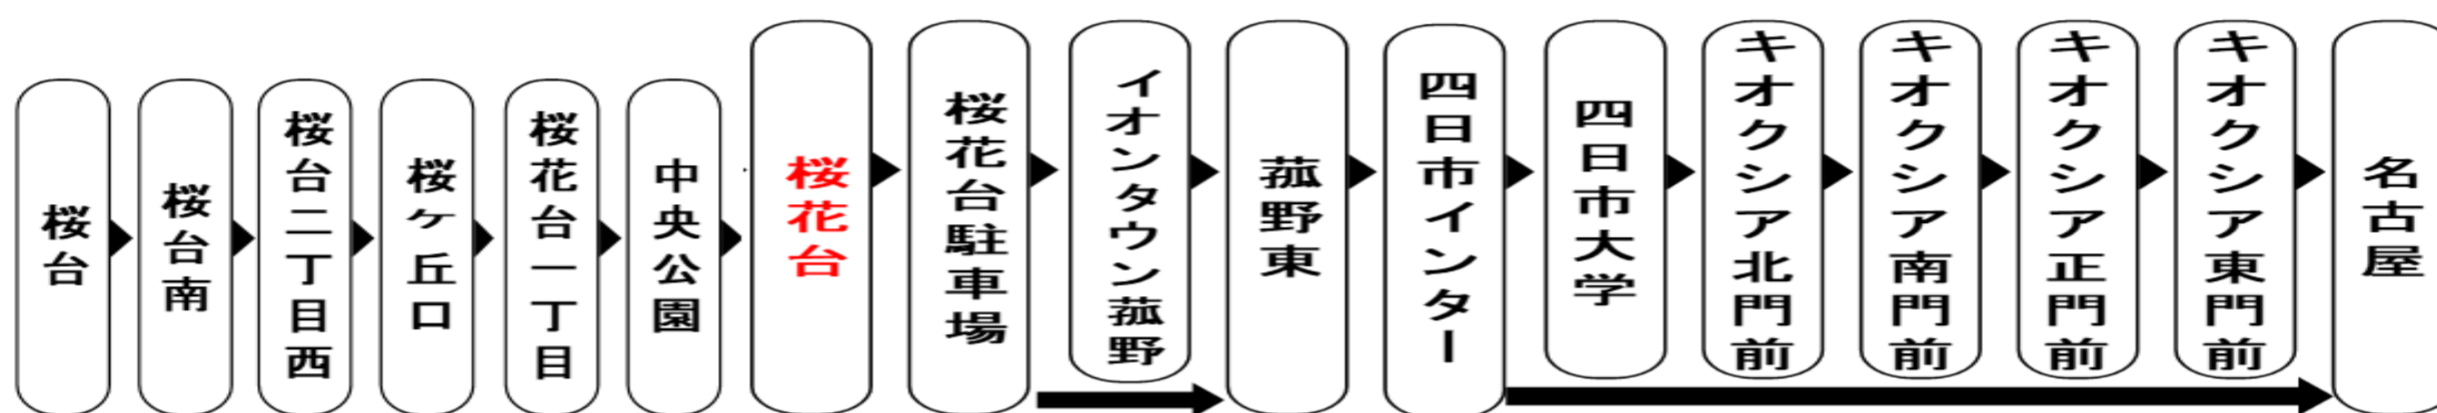 桜台
桜台南
桜台二丁目西
桜ケ丘口
桜花台一丁目
中央公園
桜花台
桜花台駐車場
イオンタウン菰野
菰野東
四日市インター
四日市大学
キオクシア北門前
キオクシア南門前
キオクシア正門前
キオクシア東門前
名古屋